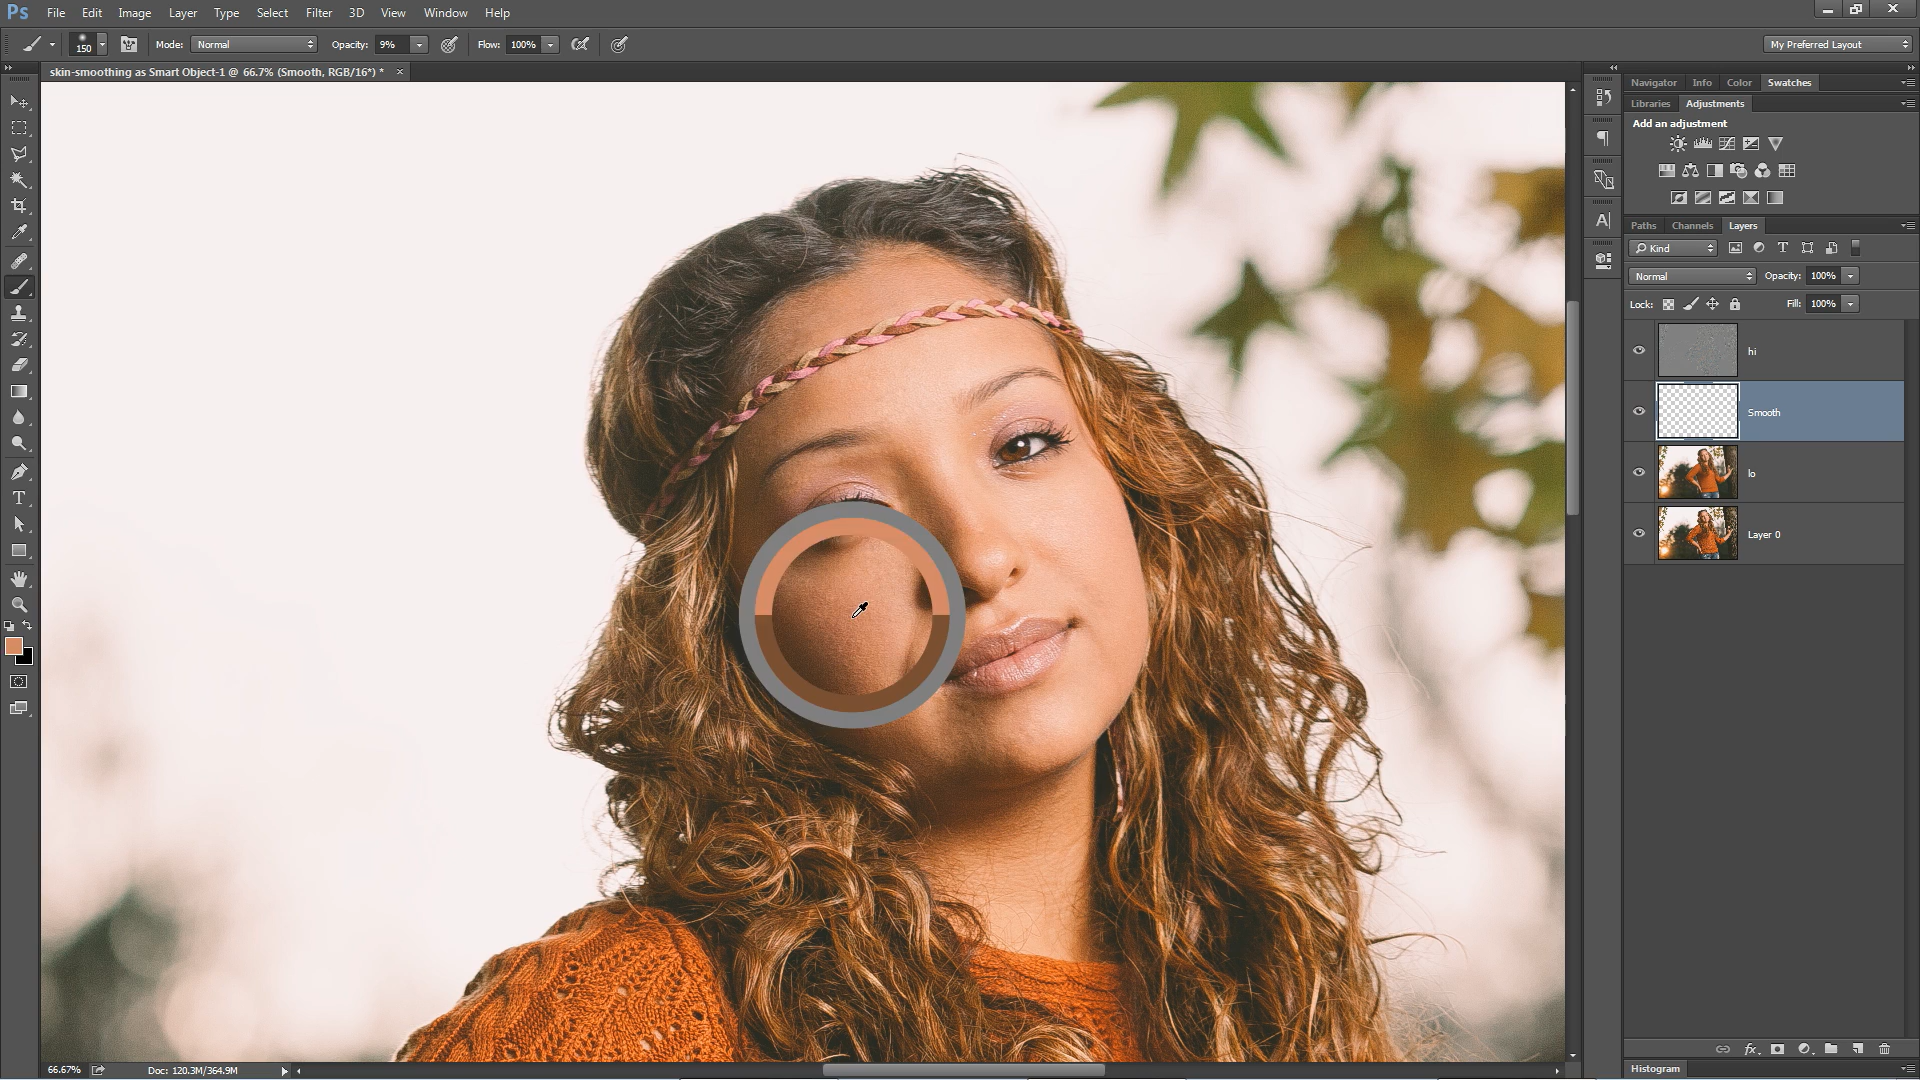 Ps File Edit Image Layer Type Select Filter 3D View Window Help
150 Mode: Normal Opacity: 9% Flow: 100% My Preferred Layout
skin-smoothing as Smart Object-1 @ 66.7% (Smooth, RGB/16*) * ×
Navigator Info Color Swatches
Libraries Adjustments
Add an adjustment
Paths Channels Layers
Kind T
Normal Opacity: 100%
Lock: Fill: 100%
hi
Smooth
lo
Layer 0
A
T
fx
66.67% Doc: 120.3M/364.9M
Histogram